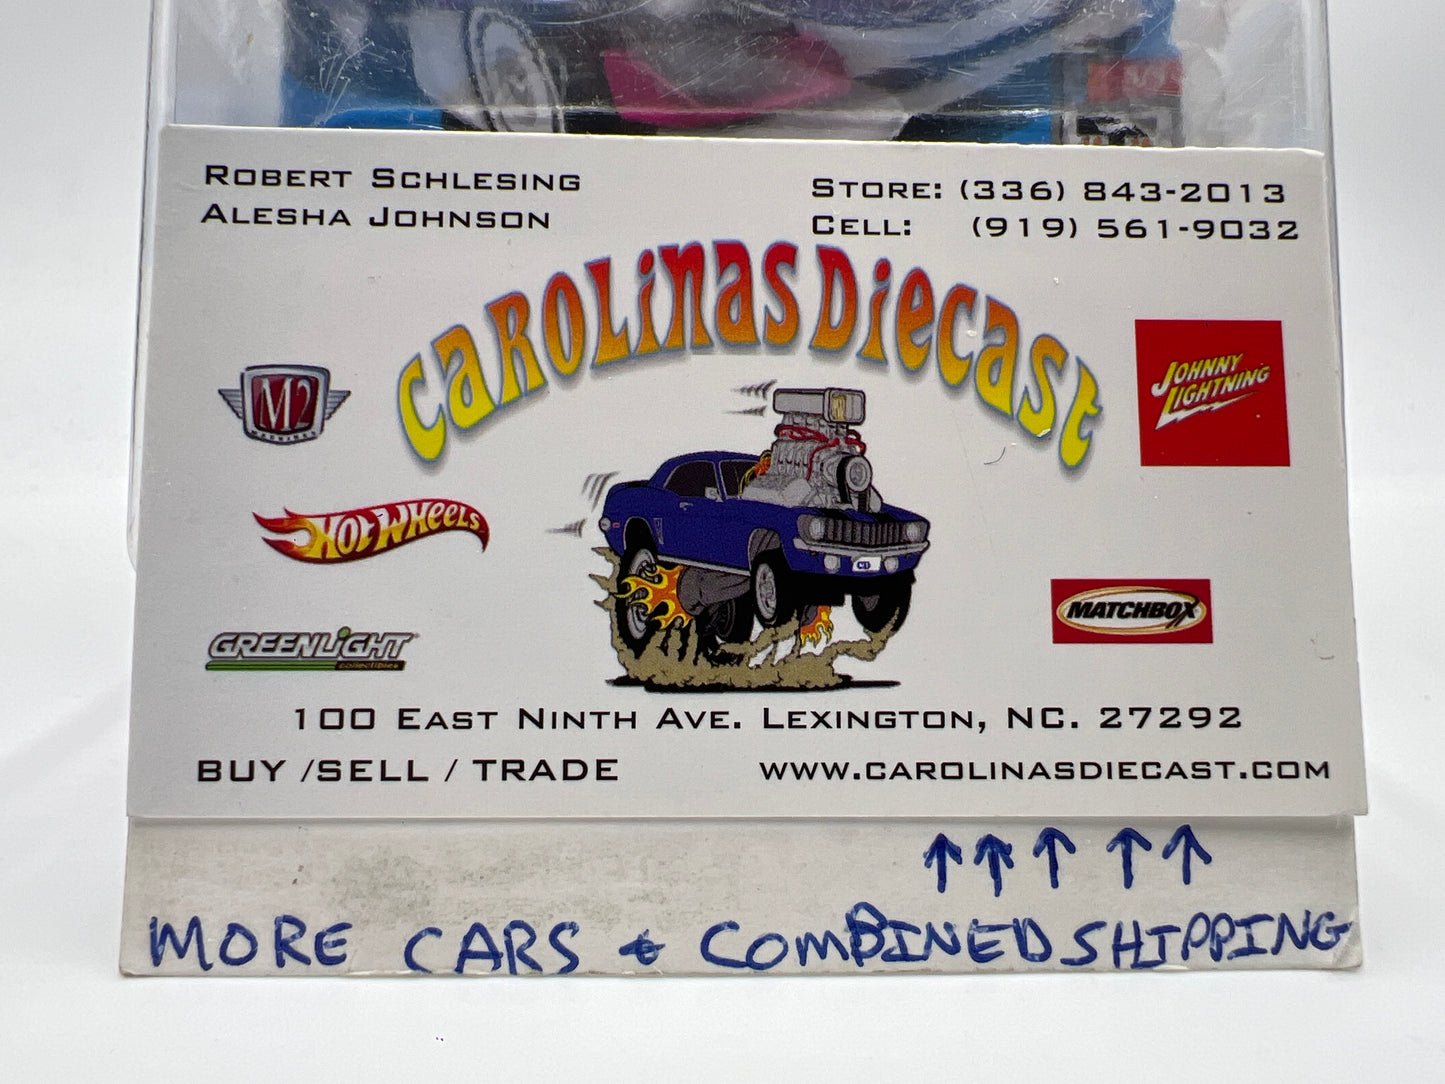 Robert Schlesing
Alesha Johnson
Store: (336) 843-2013
Cell: (919) 561-9032
Carolinas Diecast
M2
MACHINES
Johnny Lightning
Hot Wheels
MATCHBOX
GREENLIGHT
collectibles
100 East Ninth Ave. Lexington, NC. 27292
BUY /SELL / TRADE
www.carolinasdiecast.com
↑ ↑ ↑ ↑ ↑
MORE CARS + COMBINED SHIPPING